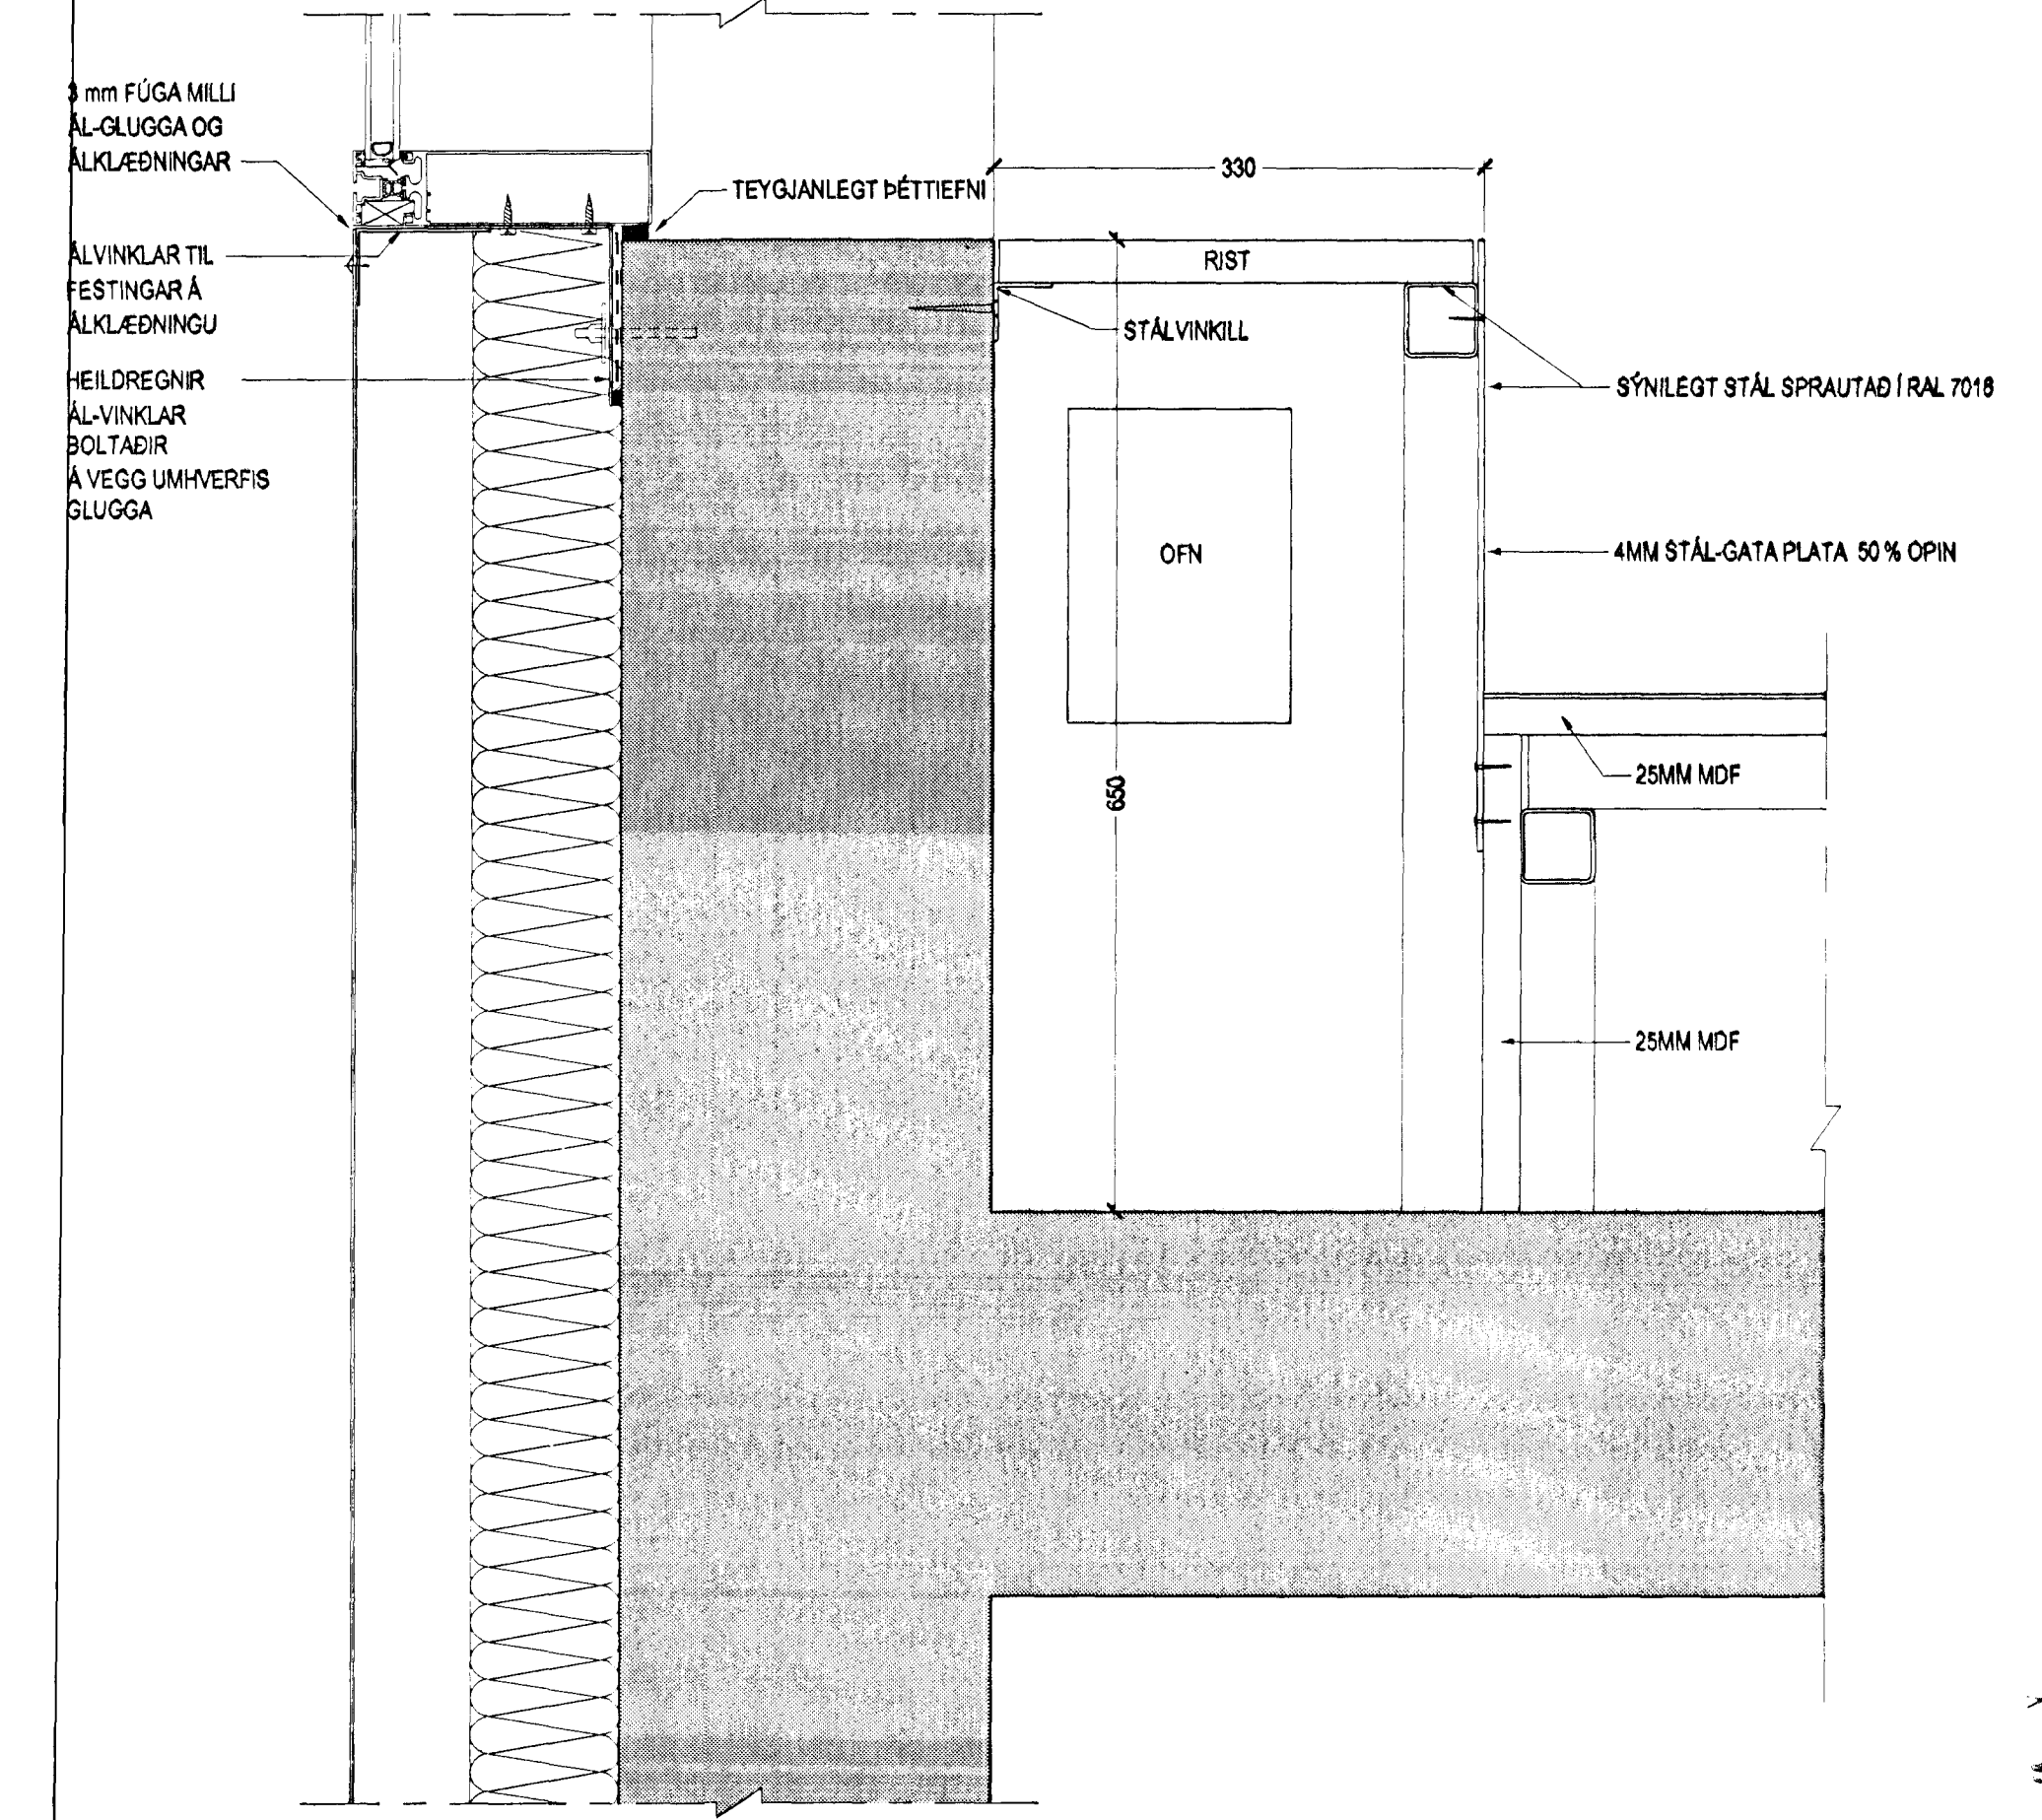 3 mm FÚGA MILLI
ÁL-GLUGGA OG
ÁLKLÆÐNINGAR
TEYGJANLEGT ÞÉTTIEFNI
330
ÁLVINKLAR TIL
FESTINGAR Á
ÁLKLÆÐNINGU
RIST
STÁLVINKILL
HEILDREGNIR
ÁL-VINKLAR
BOLTAÐIR
Á VEGG UMHVERFIS
GLUGGA
SÝNILEGT STÁL SPRAUTAÐ Í RAL 7016
OFN
4MM STÁL-GATA PLATA 50 % OPIN
650
25MM MDF
25MM MDF